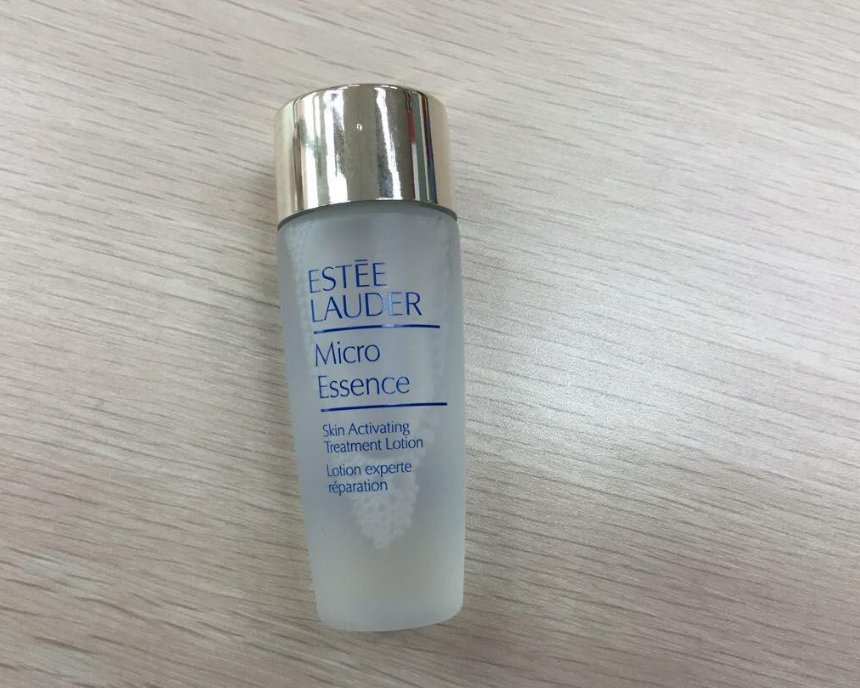 ESTĒE
LAUDER
Micro
Essence
Skin Activating
Treatment Lotion
Lotion experte
réparation